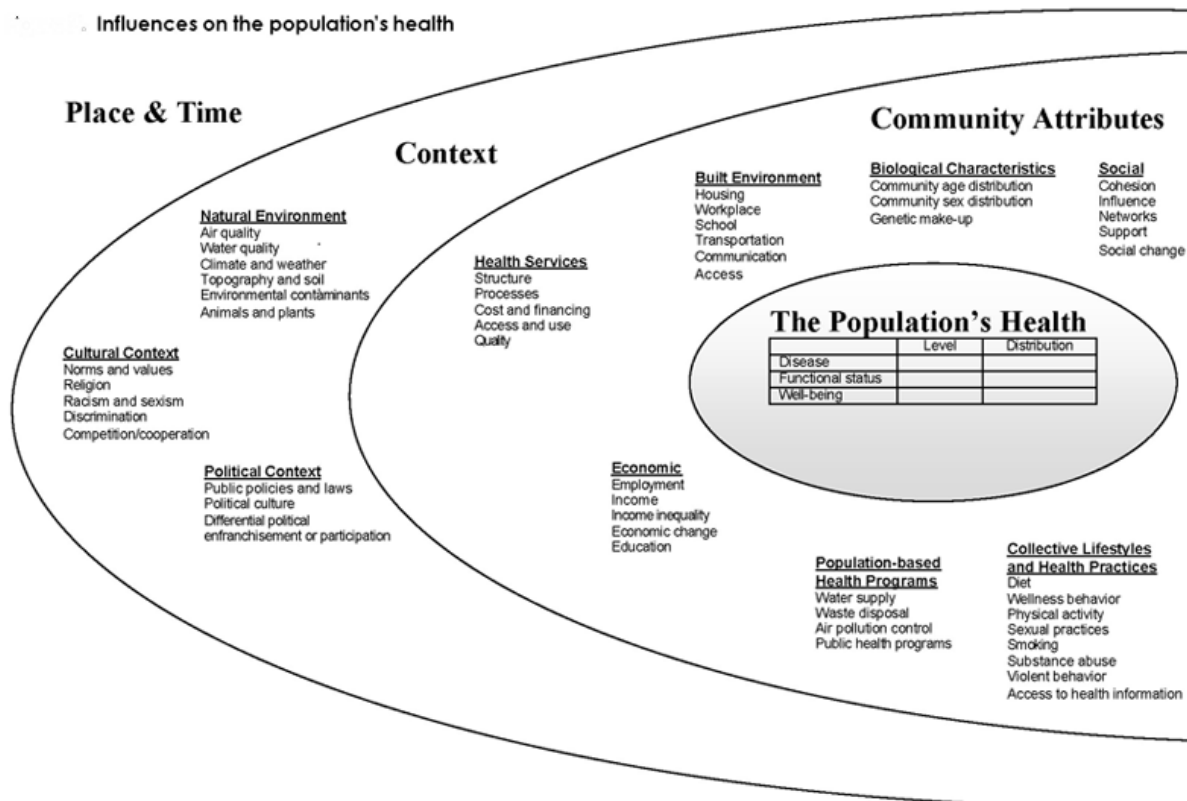 Influences on the population's health
Place & Time
Context
Community Attributes
Natural Environment
Air quality
Water quality
Climate and weather
Topography and soil
Environmental contaminants
Animals and plants
Cultural Context
Norms and values
Religion
Racism and sexism
Discrimination
Competition/cooperation
Political Context
Public policies and laws
Political culture
Differential political
enfranchisement or participation
Health Services
Structure
Processes
Cost and financing
Access and use
Quality
Built Environment
Housing
Workplace
School
Transportation
Communication
Access
Biological Characteristics
Community age distribution
Community sex distribution
Genetic make-up
Social
Cohesion
Influence
Networks
Support
Social change
The Population's Health
Level Distribution
Disease
Functional status
Well-being
Economic
Employment
Income
Income inequality
Economic change
Education
Population-based
Health Programs
Water supply
Waste disposal
Air pollution control
Public health programs
Collective Lifestyles
and Health Practices
Diet
Wellness behavior
Physical activity
Sexual practices
Smoking
Substance abuse
Violent behavior
Access to health information